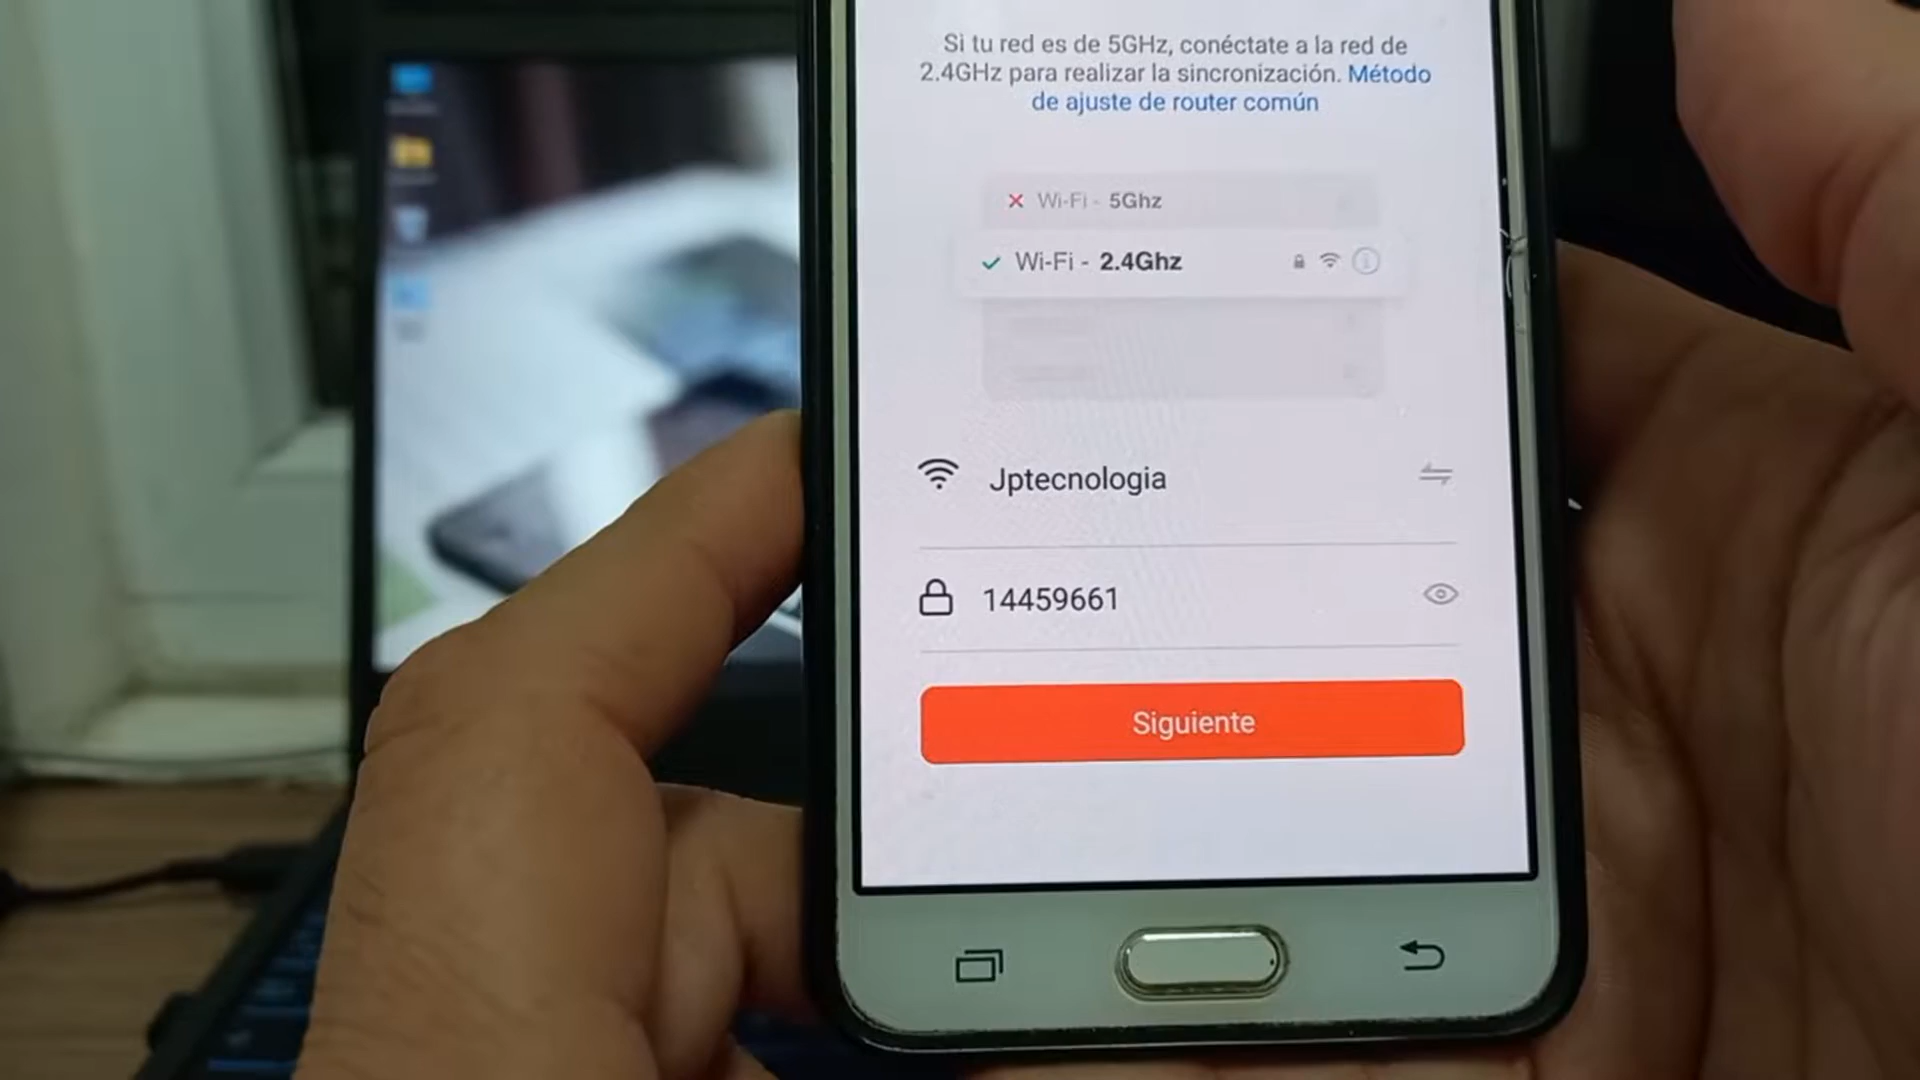 Si tu red es de 5GHz, conéctate a la red de
2.4GHz para realizar la sincronización. Método
de ajuste de router común
Wi-Fi - 5Ghz
Wi-Fi - 2.4Ghz
Jptecnologia
14459661
Siguiente